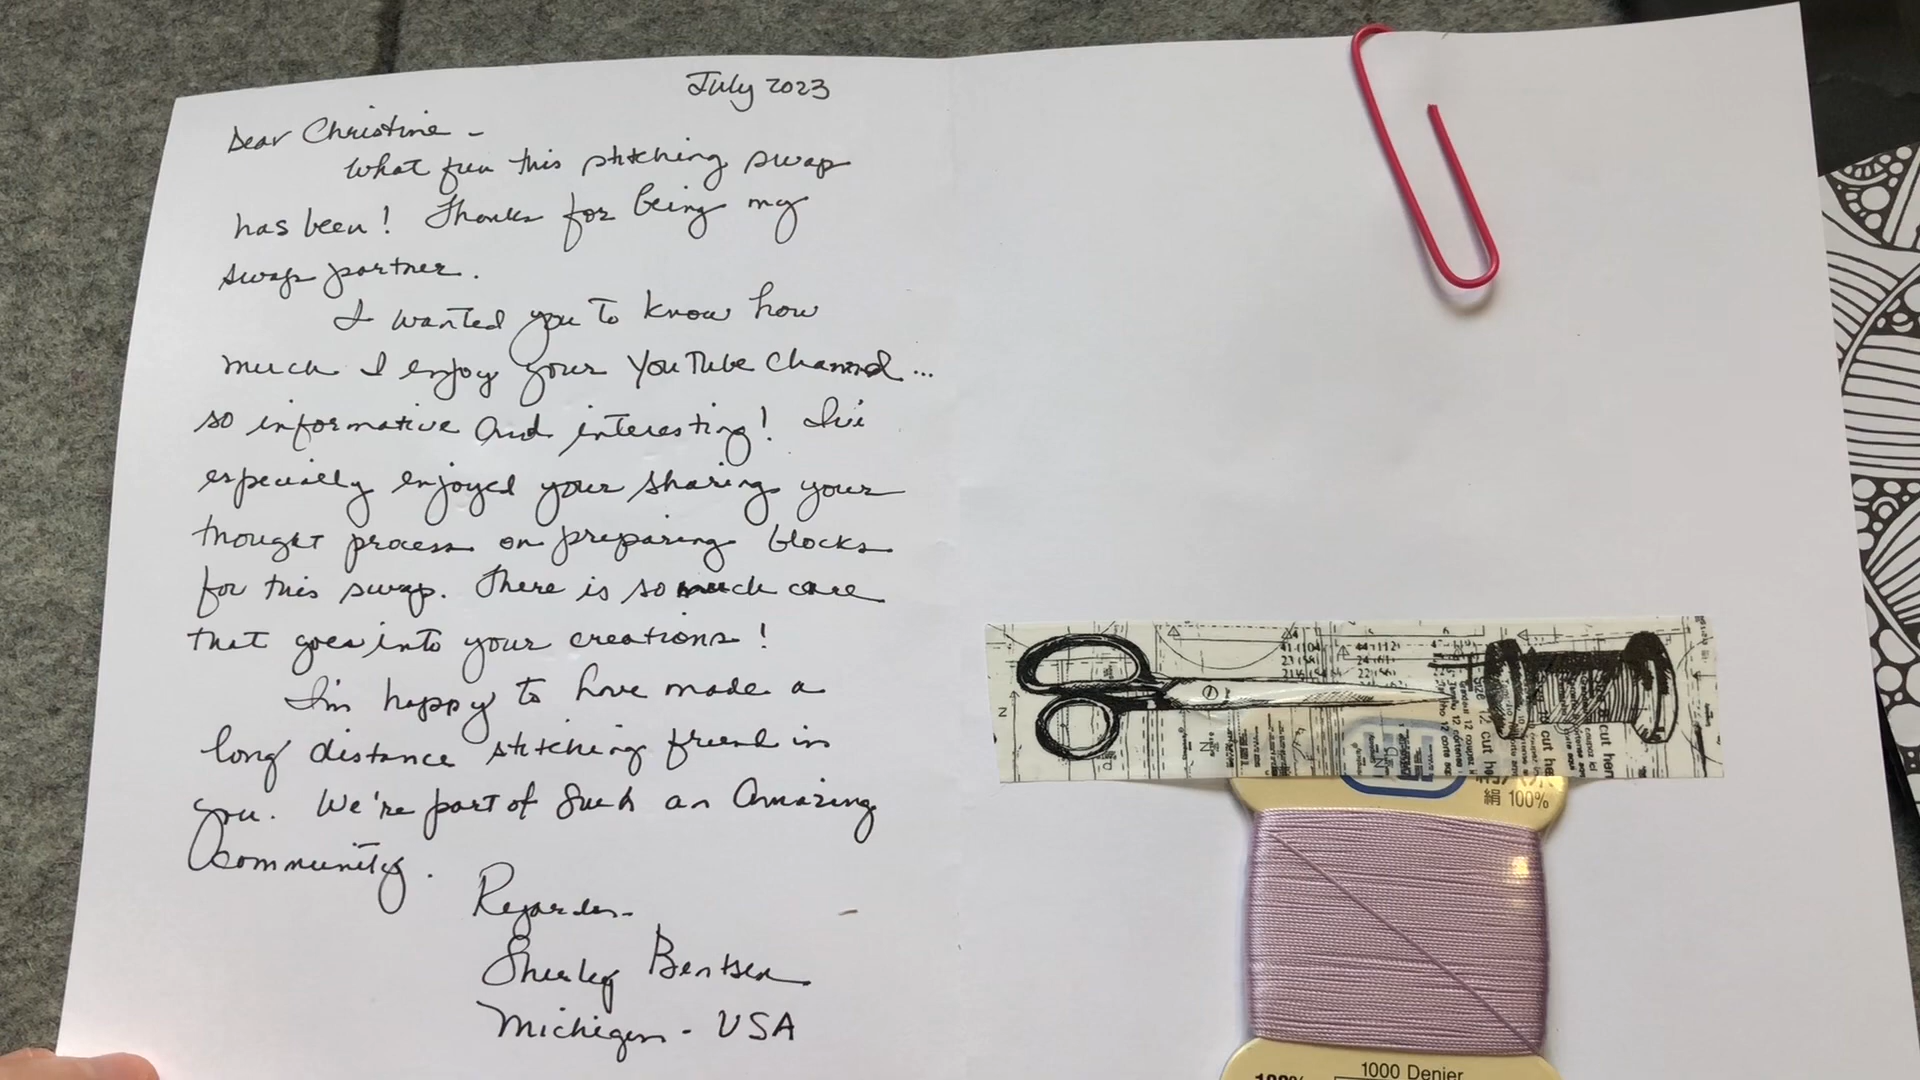 July 2023
Dear Christine -
What fun this stitching swap
has been! Thanks for being my
swap partner.
I wanted you to know how
much I enjoy your YouTube Channel...
so informative and interesting! I've
especially enjoyed your sharing your
thought process on preparing blocks
for this swap. There is so much care
that goes into your creations!
I'm happy to have made a
long distance stitching friend in
you. We're part of such an amazing
community.
Regards -
Shirley Bentsen
Michigan - USA
絹 100%
1000 Denier
100%